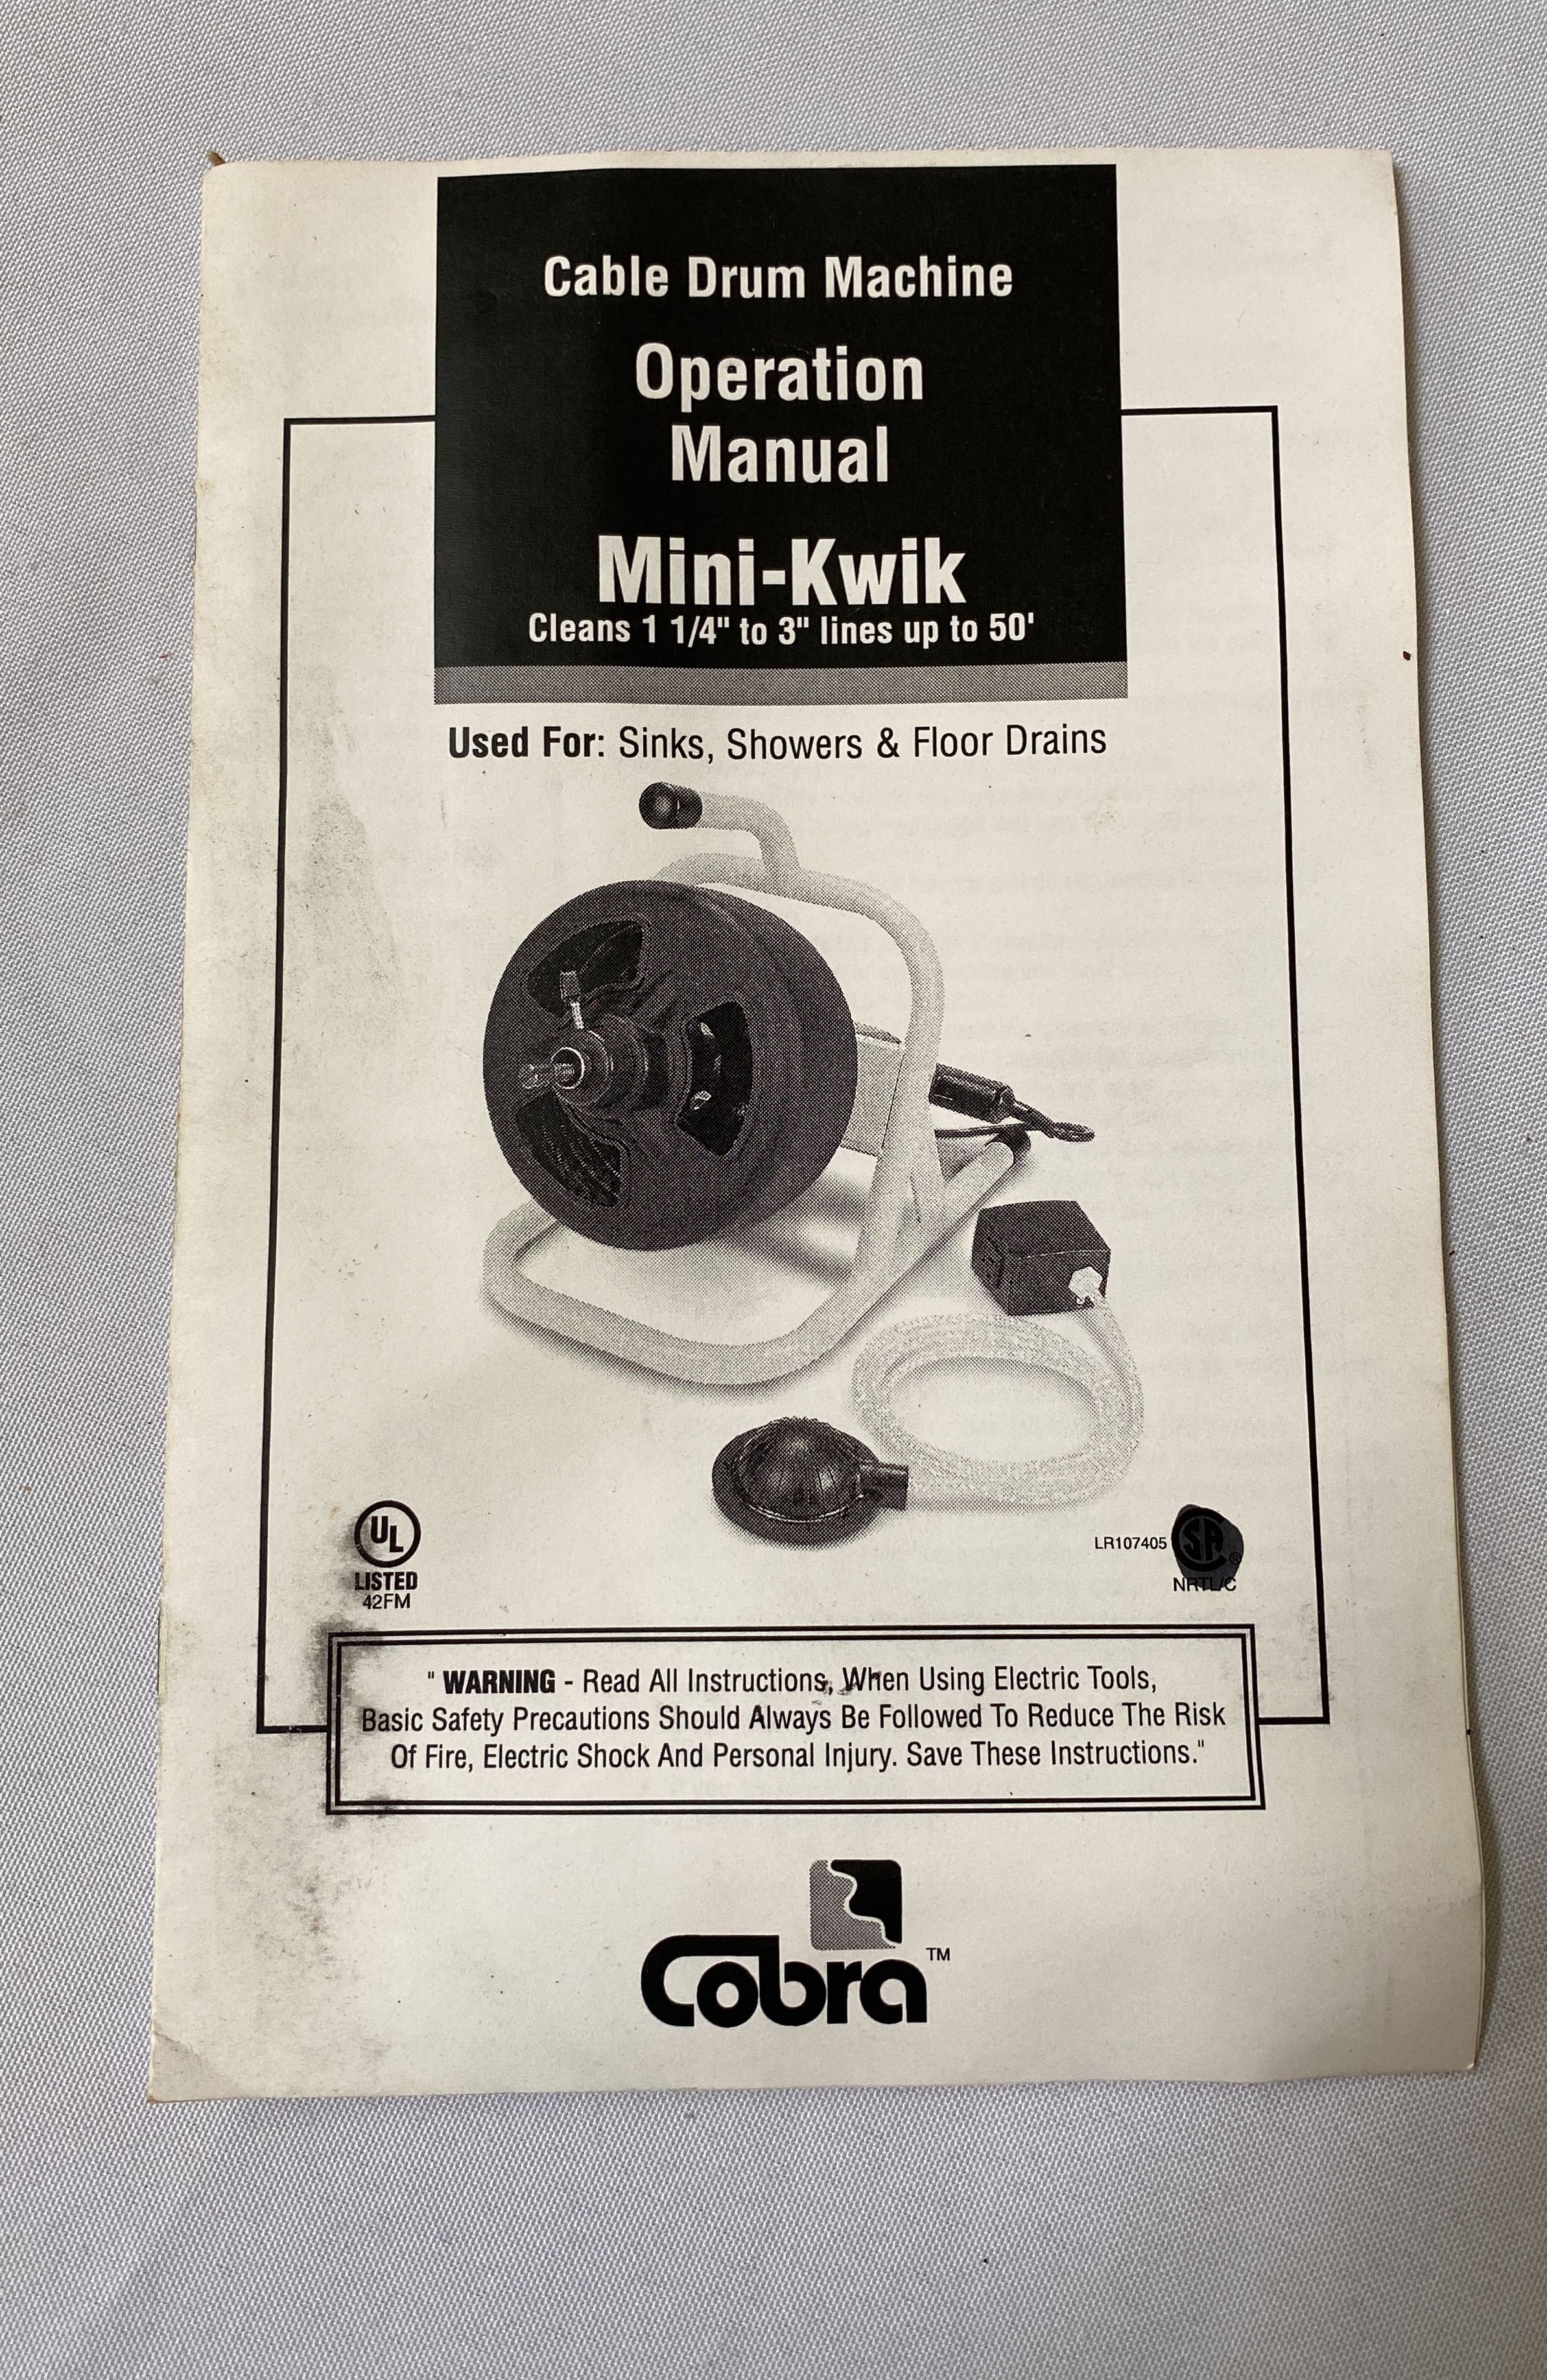 Cable Drum Machine
Operation
Manual
Mini-Kwik
Cleans 1 1/4" to 3" lines up to 50'
Used For: Sinks, Showers & Floor Drains
UL
LISTED
42FM
LR107405
SA ®
NRTL/C
" WARNING - Read All Instructions, When Using Electric Tools,
Basic Safety Precautions Should Always Be Followed To Reduce The Risk
Of Fire, Electric Shock And Personal Injury. Save These Instructions."
Cobra™